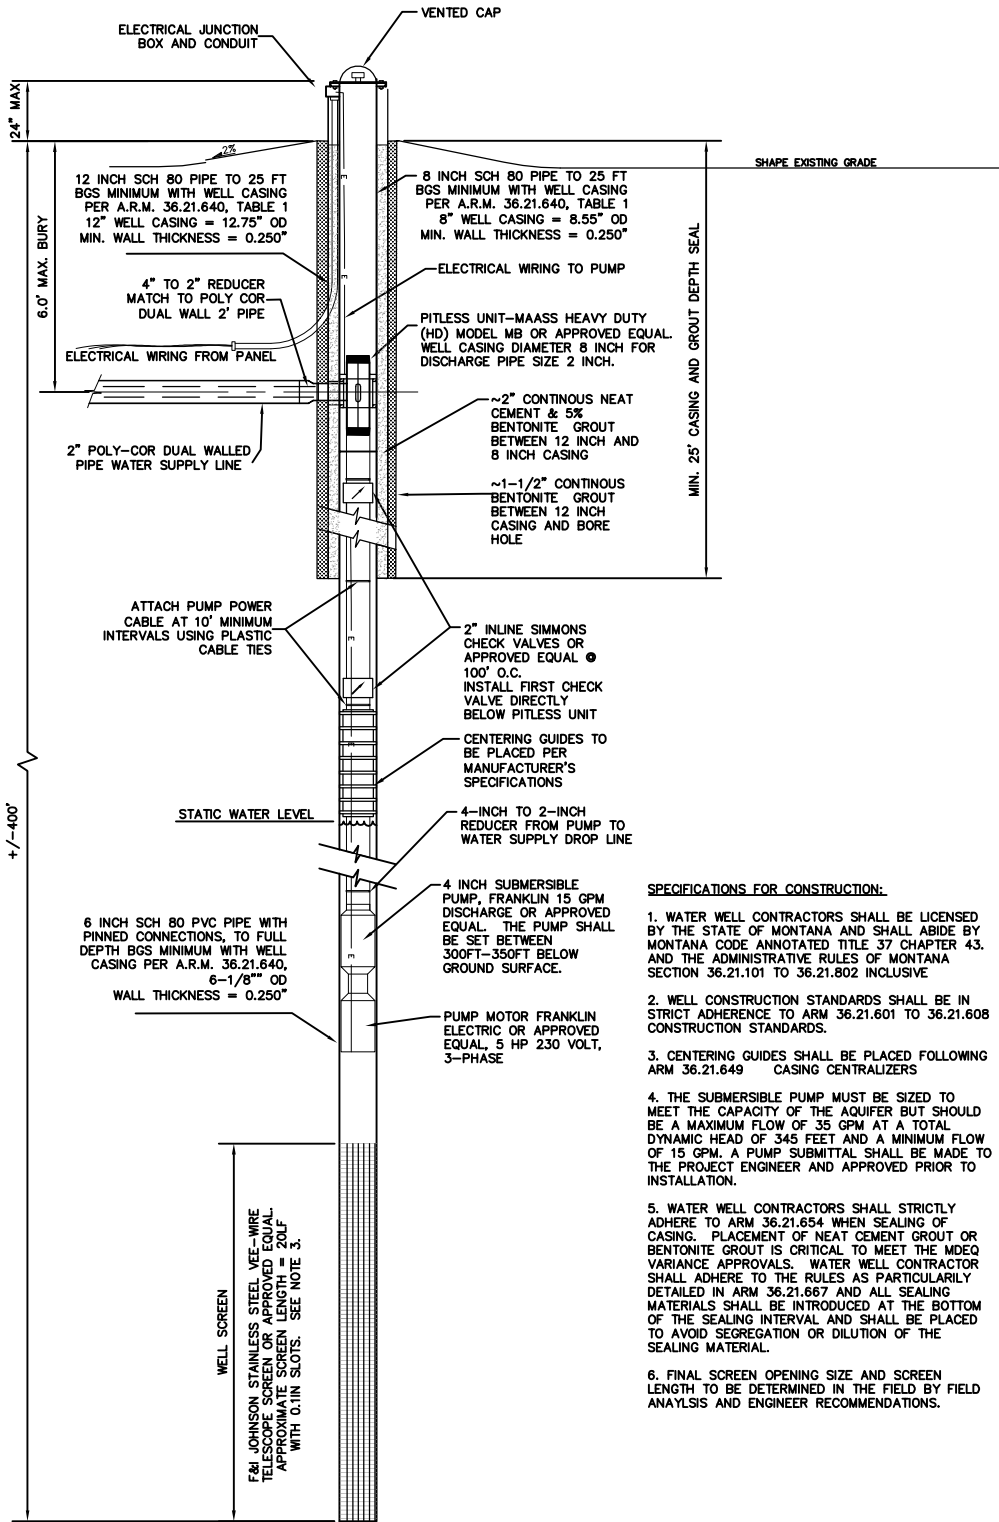 VENTED CAP
ELECTRICAL JUNCTION
BOX AND CONDUIT
24" MAX
2%
SHAPE EXISTING GRADE
12 INCH SCH 80 PIPE TO 25 FT
BGS MINIMUM WITH WELL CASING
PER A.R.M. 36.21.640, TABLE 1
12" WELL CASING = 12.75" OD
MIN. WALL THICKNESS = 0.250"
8 INCH SCH 80 PIPE TO 25 FT
BGS MINIMUM WITH WELL CASING
PER A.R.M. 36.21.640, TABLE 1
8" WELL CASING = 8.55" OD
MIN. WALL THICKNESS = 0.250"
E
6.0' MAX. BURY
ELECTRICAL WIRING TO PUMP
E
4" TO 2" REDUCER
MATCH TO POLY COR
DUAL WALL 2' PIPE
ELECTRICAL WIRING FROM PANEL
PITLESS UNIT-MAASS HEAVY DUTY
(HD) MODEL MB OR APPROVED EQUAL.
WELL CASING DIAMETER 8 INCH FOR
DISCHARGE PIPE SIZE 2 INCH.
MIN. 25' CASING AND GROUT DEPTH SEAL
~2" CONTINOUS NEAT
CEMENT & 5%
BENTONITE GROUT
BETWEEN 12 INCH AND
8 INCH CASING
2" POLY-COR DUAL WALLED
PIPE WATER SUPPLY LINE
~1-1/2" CONTINOUS
BENTONITE GROUT
BETWEEN 12 INCH
CASING AND BORE
HOLE
ATTACH PUMP POWER
CABLE AT 10' MINIMUM
INTERVALS USING PLASTIC
CABLE TIES
E
2" INLINE SIMMONS
CHECK VALVES OR
APPROVED EQUAL @
100' O.C.
INSTALL FIRST CHECK
VALVE DIRECTLY
BELOW PITLESS UNIT
E
CENTERING GUIDES TO
BE PLACED PER
MANUFACTURER'S
SPECIFICATIONS
+/-400'
STATIC WATER LEVEL
4-INCH TO 2-INCH
REDUCER FROM PUMP TO
WATER SUPPLY DROP LINE
4 INCH SUBMERSIBLE
PUMP, FRANKLIN 15 GPM
DISCHARGE OR APPROVED
EQUAL. THE PUMP SHALL
BE SET BETWEEN
300FT-350FT BELOW
GROUND SURFACE.
E
6 INCH SCH 80 PVC PIPE WITH
PINNED CONNECTIONS, TO FULL
DEPTH BGS MINIMUM WITH WELL
CASING PER A.R.M. 36.21.640,
6-1/8"" OD
WALL THICKNESS = 0.250"
PUMP MOTOR FRANKLIN
ELECTRIC OR APPROVED
EQUAL, 5 HP 230 VOLT,
3-PHASE
WELL SCREEN
F&I JOHNSON STAINLESS STEEL VEE-WIRE
TELESCOPE SCREEN OR APPROVED EQUAL.
APPROXIMATE SCREEN LENGTH = 20LF
WITH 0.1IN SLOTS. SEE NOTE 3.
SPECIFICATIONS FOR CONSTRUCTION:
1. WATER WELL CONTRACTORS SHALL BE LICENSED
BY THE STATE OF MONTANA AND SHALL ABIDE BY
MONTANA CODE ANNOTATED TITLE 37 CHAPTER 43.
AND THE ADMINISTRATIVE RULES OF MONTANA
SECTION 36.21.101 TO 36.21.802 INCLUSIVE
2. WELL CONSTRUCTION STANDARDS SHALL BE IN
STRICT ADHERENCE TO ARM 36.21.601 TO 36.21.608
CONSTRUCTION STANDARDS.
3. CENTERING GUIDES SHALL BE PLACED FOLLOWING
ARM 36.21.649 CASING CENTRALIZERS
4. THE SUBMERSIBLE PUMP MUST BE SIZED TO
MEET THE CAPACITY OF THE AQUIFER BUT SHOULD
BE A MAXIMUM FLOW OF 35 GPM AT A TOTAL
DYNAMIC HEAD OF 345 FEET AND A MINIMUM FLOW
OF 15 GPM. A PUMP SUBMITTAL SHALL BE MADE TO
THE PROJECT ENGINEER AND APPROVED PRIOR TO
INSTALLATION.
5. WATER WELL CONTRACTORS SHALL STRICTLY
ADHERE TO ARM 36.21.654 WHEN SEALING OF
CASING. PLACEMENT OF NEAT CEMENT GROUT OR
BENTONITE GROUT IS CRITICAL TO MEET THE MDEQ
VARIANCE APPROVALS. WATER WELL CONTRACTOR
SHALL ADHERE TO THE RULES AS PARTICULARILY
DETAILED IN ARM 36.21.667 AND ALL SEALING
MATERIALS SHALL BE INTRODUCED AT THE BOTTOM
OF THE SEALING INTERVAL AND SHALL BE PLACED
TO AVOID SEGREGATION OR DILUTION OF THE
SEALING MATERIAL.
6. FINAL SCREEN OPENING SIZE AND SCREEN
LENGTH TO BE DETERMINED IN THE FIELD BY FIELD
ANAYLSIS AND ENGINEER RECOMMENDATIONS.